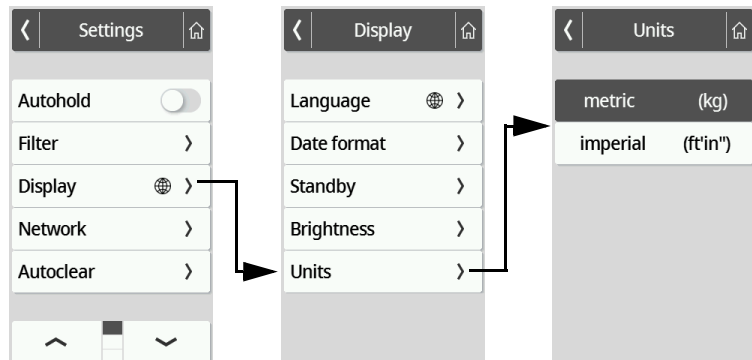 Settings
Autohold
Filter
Display
Network
Autoclear
Display
Language
Date format
Standby
Brightness
Units
Units
metric (kg)
imperial (ft'in")